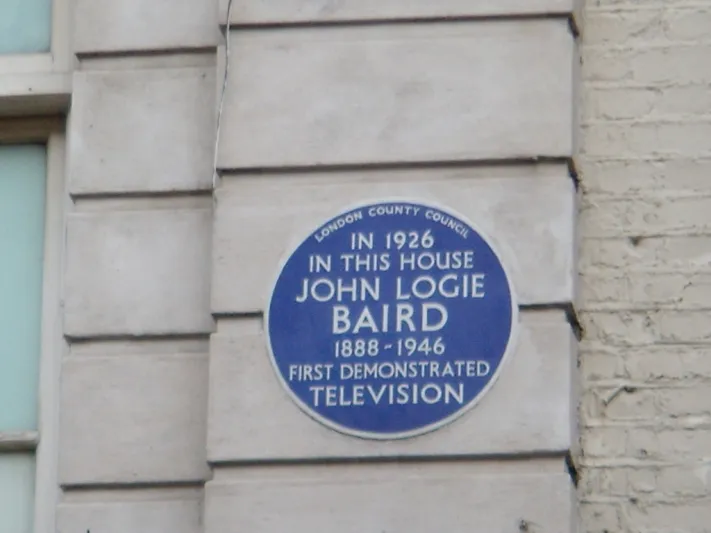 LONDON COUNTY COUNCIL
IN 1926
IN THIS HOUSE
JOHN LOGIE
BAIRD
1888-1946
FIRST DEMONSTRATED
TELEVISION